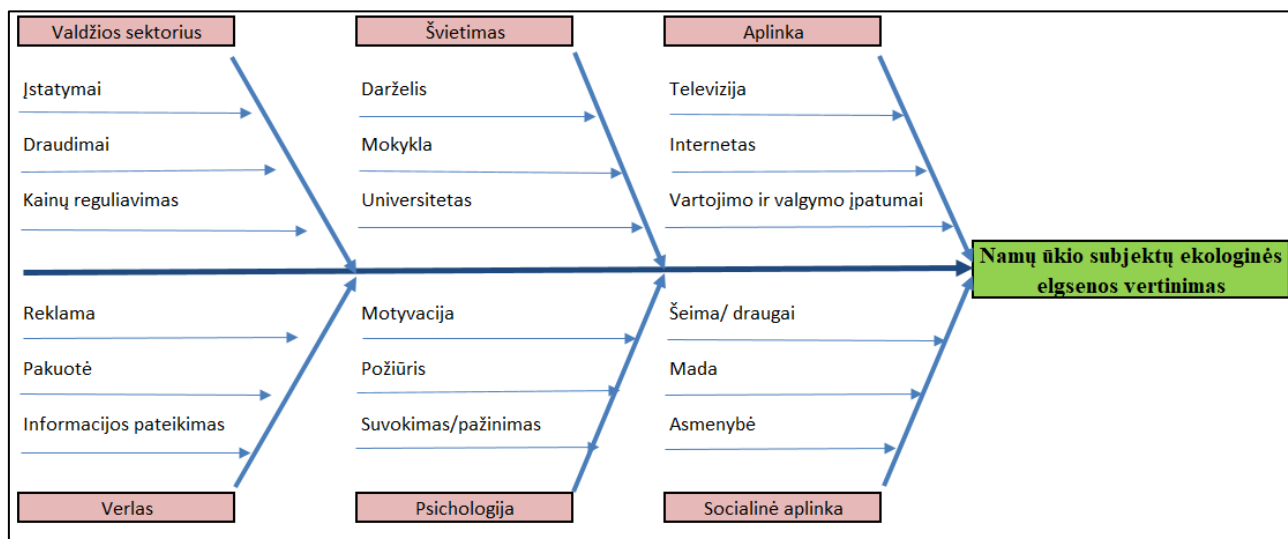 Valdžios sektorius
Švietimas
Aplinka
Įstatymai
Darželis
Televizija
Draudimai
Mokykla
Internetas
Kainų reguliavimas
Universitetas
Vartojimo ir valgymo įpatumai
Namų ūkio subjektų ekologinės
elgsenos vertinimas
Reklama
Motyvacija
Šeima/ draugai
Pakuotė
Požiūris
Mada
Informacijos pateikimas
Suvokimas/pažinimas
Asmenybė
Verlas
Psichologija
Socialinė aplinka